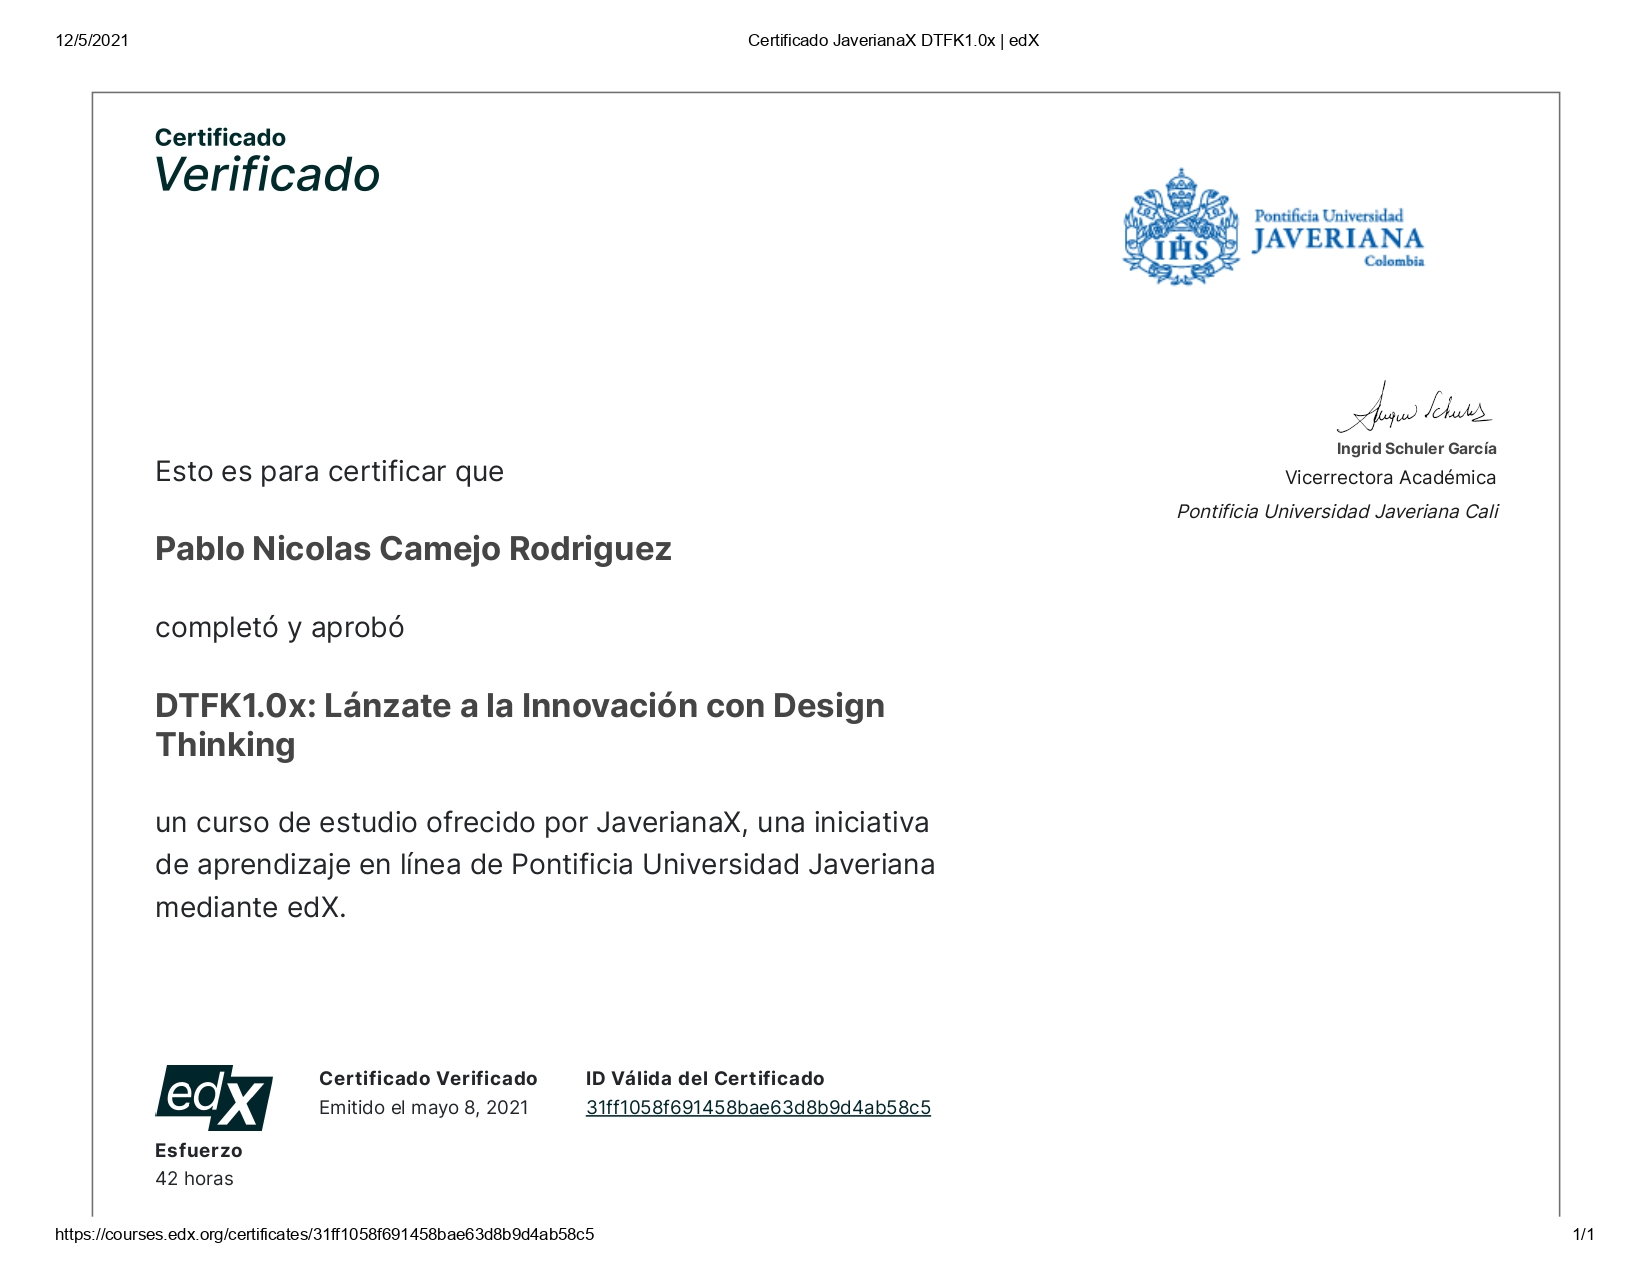 12/5/2021
Certificado JaverianaX DTFK1.0x | edX
Certificado
Verificado
IHS
Pontificia Universidad
JAVERIANA
Colombia
Ingrid Schuler García
Vicerrectora Académica
Pontificia Universidad Javeriana Cali
Esto es para certificar que
Pablo Nicolas Camejo Rodriguez
completó y aprobó
DTFK1.0x: Lánzate a la Innovación con Design
Thinking
un curso de estudio ofrecido por JaverianaX, una iniciativa
de aprendizaje en línea de Pontificia Universidad Javeriana
mediante edX.
edX
Certificado Verificado
Emitido el mayo 8, 2021
ID Válida del Certificado
31ff1058f691458bae63d8b9d4ab58c5
Esfuerzo
42 horas
https://courses.edx.org/certificates/31ff1058f691458bae63d8b9d4ab58c5
1/1